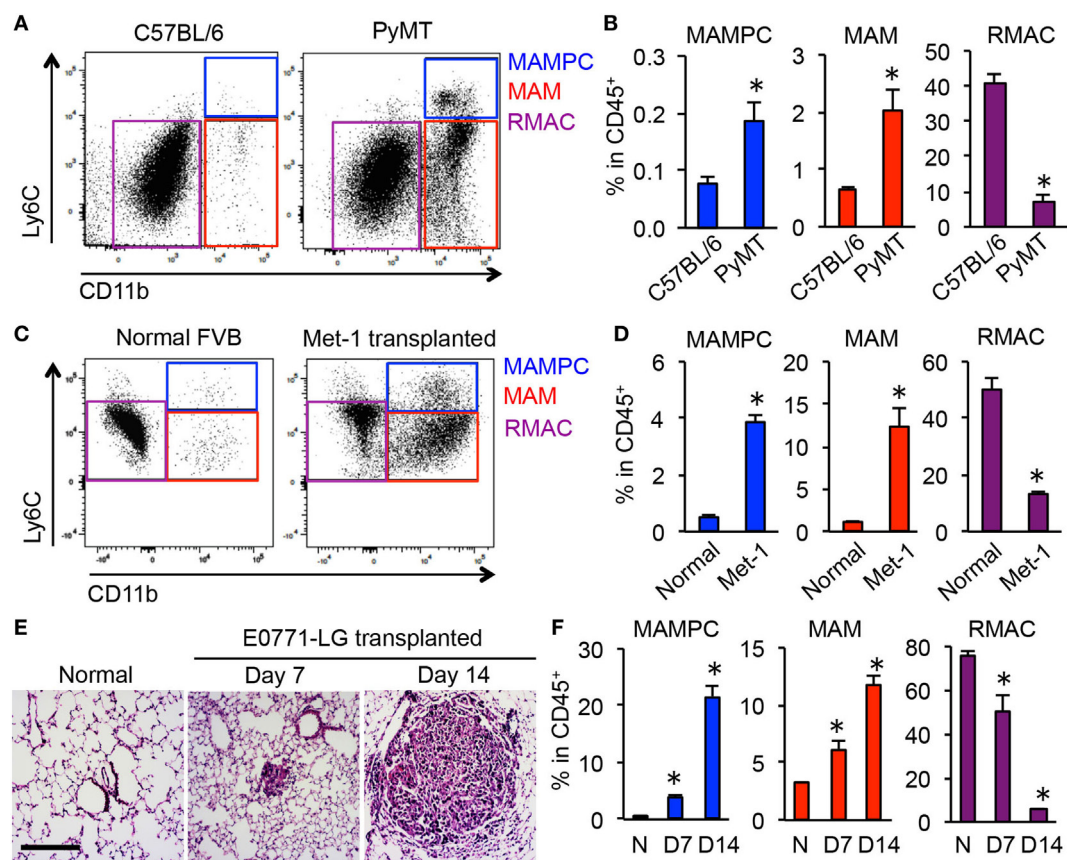 A
C57BL/6
PyMT
MAMPC
MAM
RMAC
Ly6C
CD11b
B
MAMPC
MAM
RMAC
% in CD45+
0.3
0.2
0.1
0.0
3
2
1
0
50
40
30
20
10
0
*
*
*
C57BL/6
PyMT
C57BL/6
PyMT
C57BL/6
PyMT
C
Normal FVB
Met-1 transplanted
MAMPC
MAM
RMAC
Ly6C
CD11b
D
MAMPC
MAM
RMAC
% in CD45+
6
4
2
0
20
15
10
5
0
60
40
20
0
*
*
*
Normal
Met-1
Normal
Met-1
Normal
Met-1
E
E0771-LG transplanted
Normal
Day 7
Day 14
F
MAMPC
MAM
RMAC
% in CD45+
30
20
10
0
15
10
5
0
80
60
40
20
0
*
*
*
*
*
*
N D7 D14
N D7 D14
N D7 D14